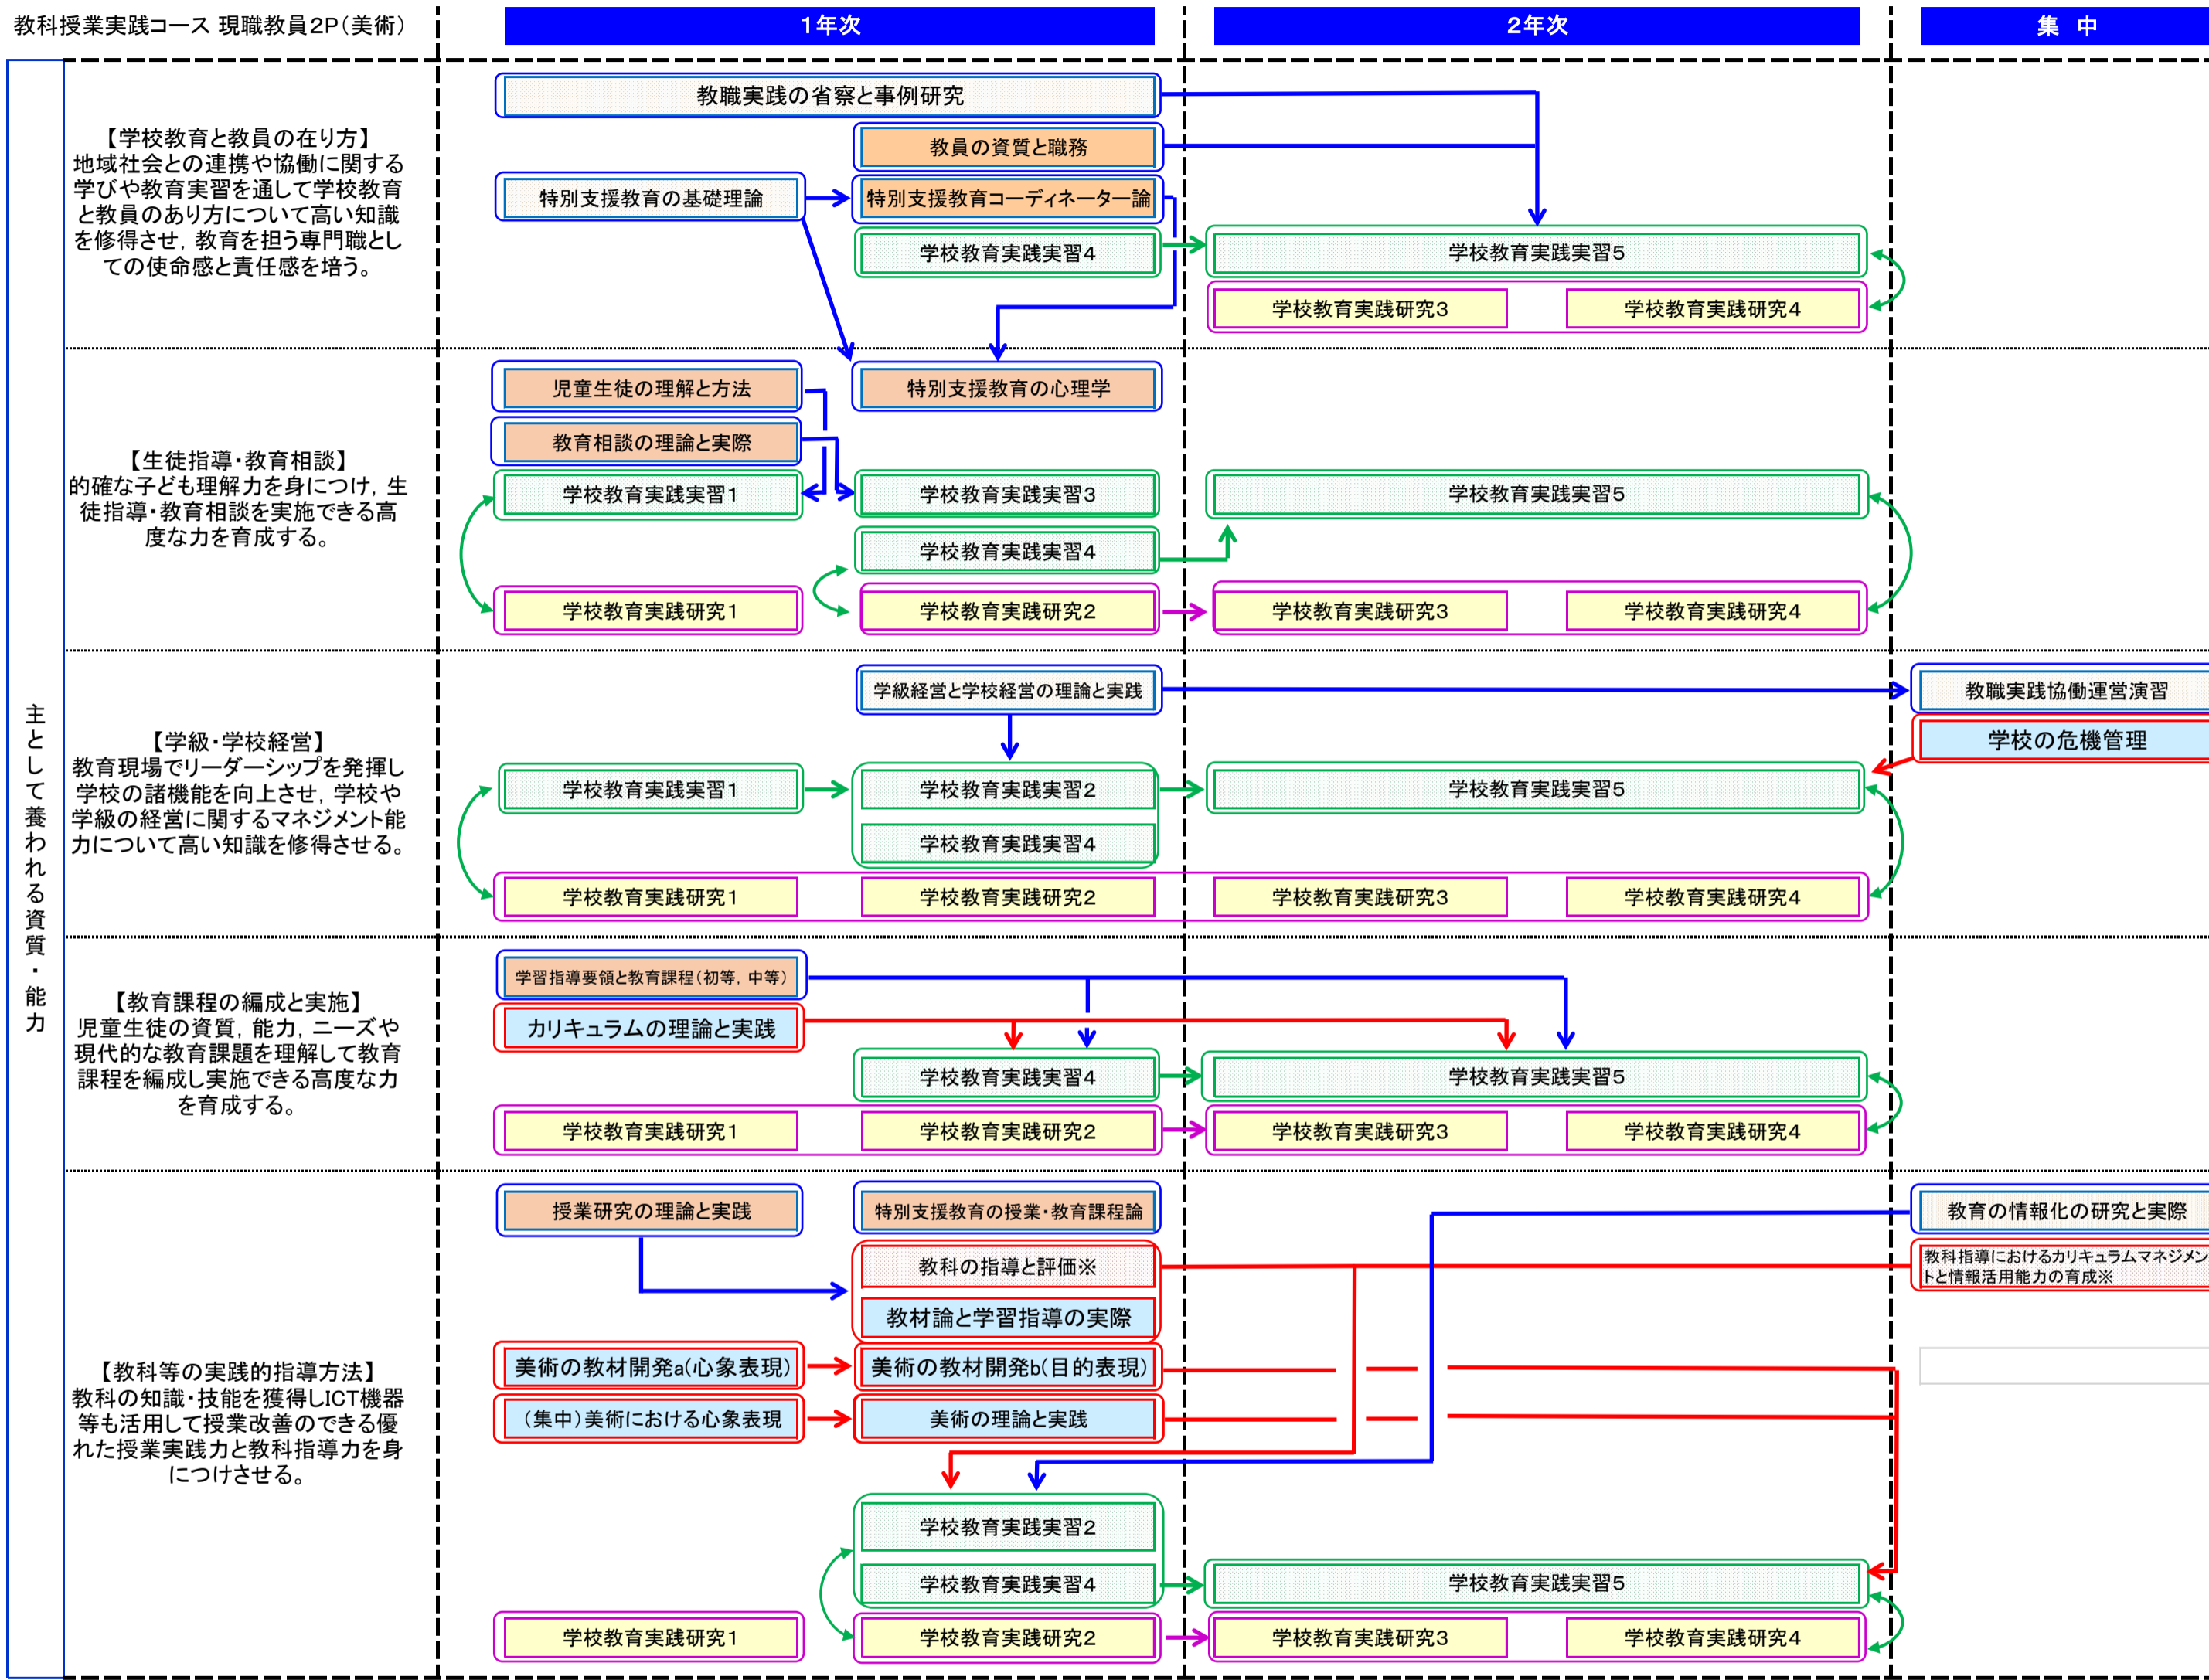 教科授業実践コース 現職教員2P(美術)
1年次
2年次
集 中
主として養われる資質・能力
【学校教育と教員の在り方】
地域社会との連携や協働に関する
学びや教育実習を通して学校教育
と教員のあり方について高い知識
を修得させ,教育を担う専門職とし
ての使命感と責任感を培う。
教職実践の省察と事例研究
教員の資質と職務
特別支援教育の基礎理論
特別支援教育コーディネーター論
学校教育実践実習4
学校教育実践実習5
学校教育実践研究3
学校教育実践研究4
【生徒指導・教育相談】
的確な子ども理解力を身につけ,生
徒指導・教育相談を実施できる高
度な力を育成する。
児童生徒の理解と方法
特別支援教育の心理学
教育相談の理論と実際
学校教育実践実習1
学校教育実践実習3
学校教育実践実習5
学校教育実践実習4
学校教育実践研究1
学校教育実践研究2
学校教育実践研究3
学校教育実践研究4
【学級・学校経営】
教育現場でリーダーシップを発揮し
学校の諸機能を向上させ,学校や
学級の経営に関するマネジメント能
力について高い知識を修得させる。
学級経営と学校経営の理論と実践
教職実践協働運営演習
学校の危機管理
学校教育実践実習1
学校教育実践実習2
学校教育実践実習5
学校教育実践実習4
学校教育実践研究1
学校教育実践研究2
学校教育実践研究3
学校教育実践研究4
【教育課程の編成と実施】
児童生徒の資質,能力,ニーズや
現代的な教育課題を理解して教育
課程を編成し実施できる高度な力
を育成する。
学習指導要領と教育課程(初等,中等)
カリキュラムの理論と実践
学校教育実践実習4
学校教育実践実習5
学校教育実践研究1
学校教育実践研究2
学校教育実践研究3
学校教育実践研究4
【教科等の実践的指導方法】
教科の知識・技能を獲得しICT機器
等も活用して授業改善のできる優
れた授業実践力と教科指導力を身
につけさせる。
授業研究の理論と実践
特別支援教育の授業・教育課程論
教育の情報化の研究と実際
教科の指導と評価※
教科指導におけるカリキュラムマネジメン
トと情報活用能力の育成※
教材論と学習指導の実際
美術の教材開発a(心象表現)
美術の教材開発b(目的表現)
(集中)美術における心象表現
美術の理論と実践
学校教育実践実習2
学校教育実践実習4
学校教育実践実習5
学校教育実践研究1
学校教育実践研究2
学校教育実践研究3
学校教育実践研究4